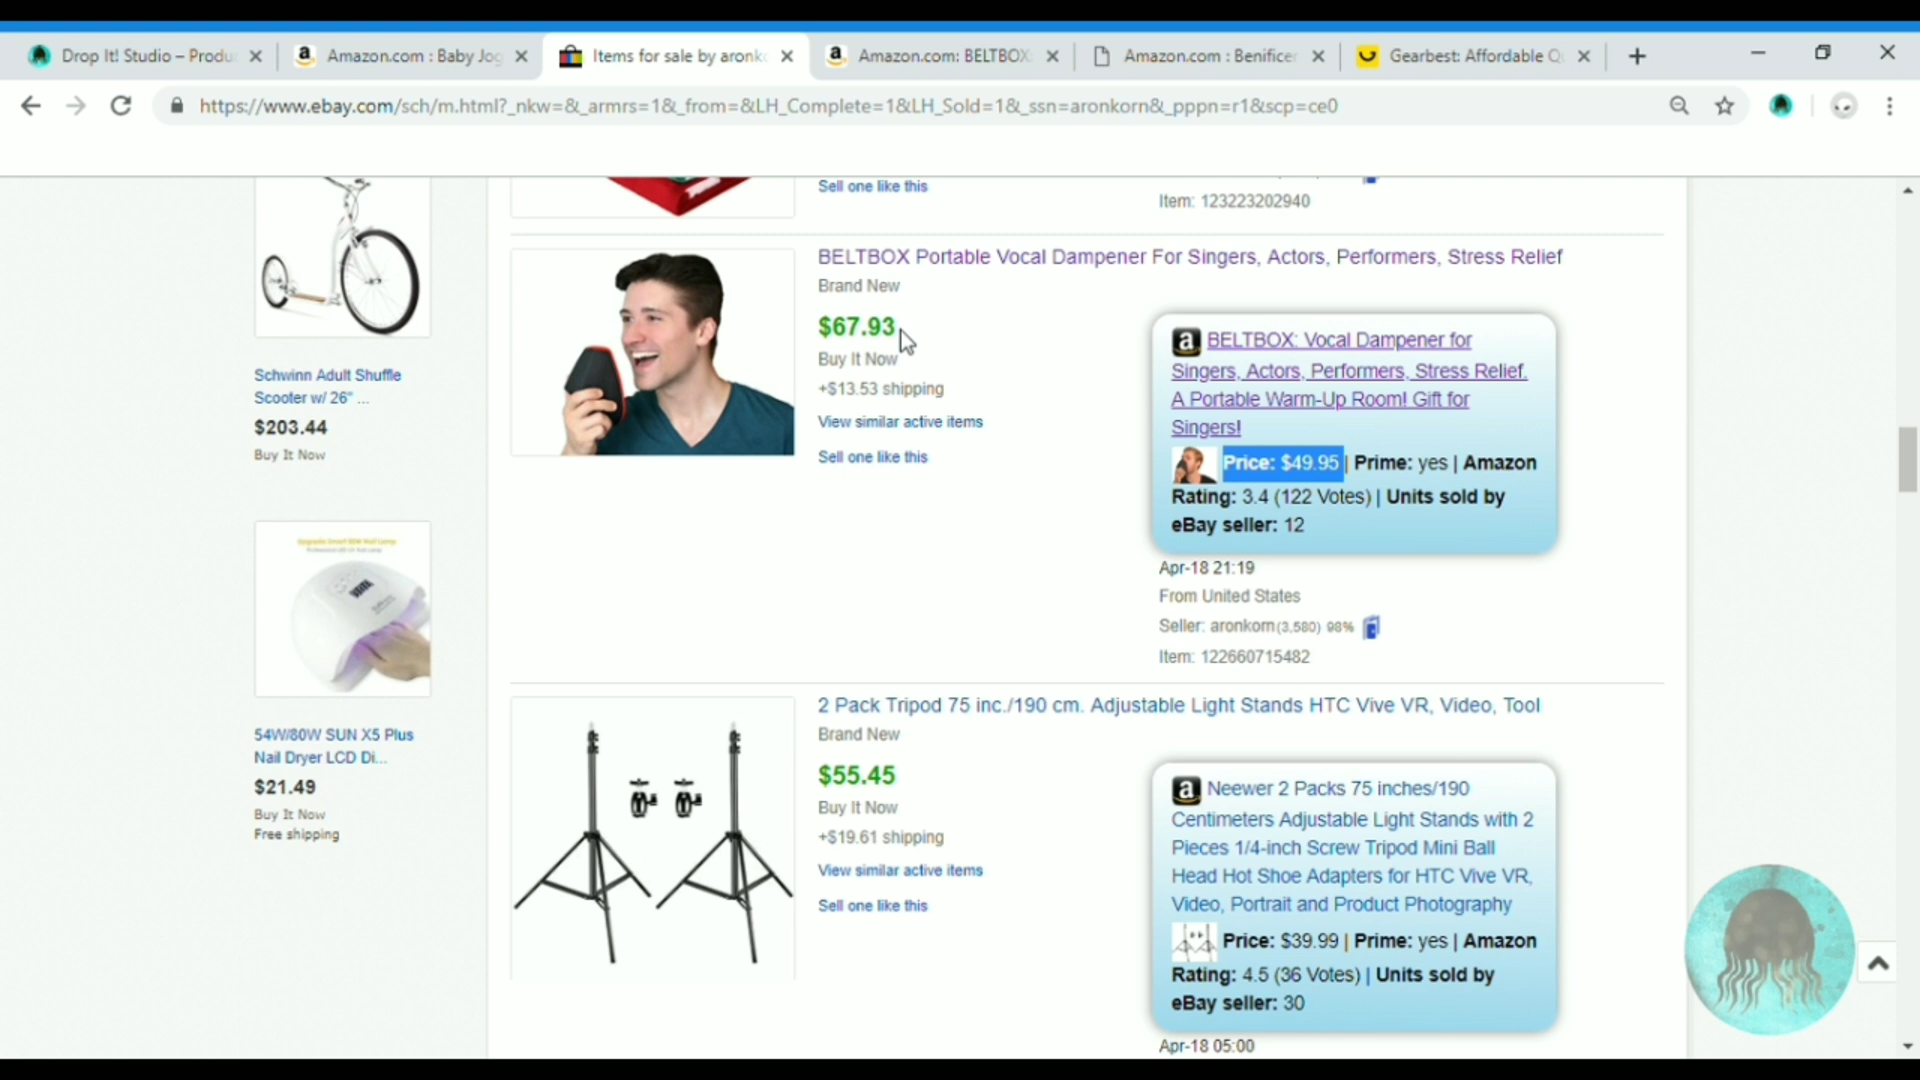 Drop It! Studio – Produ
Amazon.com : Baby Jog
Items for sale by aronk
Amazon.com: BELTBOX
Amazon.com : Benificer
Gearbest: Affordable Q
https://www.ebay.com/sch/m.html?_nkw=&_armrs=1&_from=&LH_Complete=1&LH_Sold=1&_ssn=aronkorn&_pppn=r1&scp=ce0
Schwinn Adult Shuffle
Scooter w/ 26" ...
$203.44
Buy It Now
54W/80W SUN X5 Plus
Nail Dryer LCD Di...
$21.49
Buy It Now
Free shipping
Sell one like this
Item: 123223202940
BELTBOX Portable Vocal Dampener For Singers, Actors, Performers, Stress Relief
Brand New
$67.93
Buy It Now
+$13.53 shipping
View similar active items
Sell one like this
BELTBOX: Vocal Dampener for
Singers, Actors, Performers, Stress Relief.
A Portable Warm-Up Room! Gift for
Singers!
Price: $49.95 | Prime: yes | Amazon
Rating: 3.4 (122 Votes) | Units sold by
eBay seller: 12
Apr-18 21:19
From United States
Seller: aronkorn(3,580) 98%
Item: 122660715482
2 Pack Tripod 75 inc./190 cm. Adjustable Light Stands HTC Vive VR, Video, Tool
Brand New
$55.45
Buy It Now
+$19.61 shipping
View similar active items
Sell one like this
Neewer 2 Packs 75 inches/190
Centimeters Adjustable Light Stands with 2
Pieces 1/4-inch Screw Tripod Mini Ball
Head Hot Shoe Adapters for HTC Vive VR,
Video, Portrait and Product Photography
Price: $39.99 | Prime: yes | Amazon
Rating: 4.5 (36 Votes) | Units sold by
eBay seller: 30
Apr-18 05:00